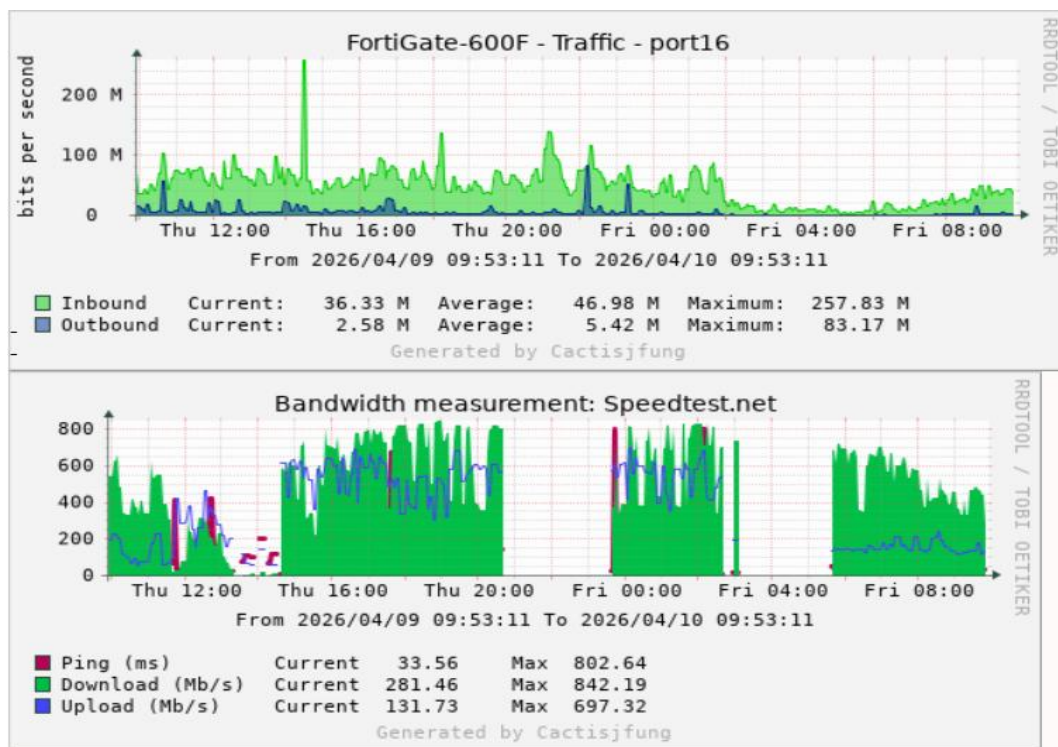 FortiGate-600F - Traffic - port16
RRDTOOL / TOBI OETIKER
bits per second
200 M
100 M
0
Thu 12:00 Thu 16:00 Thu 20:00 Fri 00:00 Fri 04:00 Fri 08:00
From 2026/04/09 09:53:11 To 2026/04/10 09:53:11
Inbound Current: 36.33 M Average: 46.98 M Maximum: 257.83 M
Outbound Current: 2.58 M Average: 5.42 M Maximum: 83.17 M
Generated by Cactisjfung
Bandwidth measurement: Speedtest.net
RRDTOOL / TOBI OETIKER
800
600
400
200
0
Thu 12:00 Thu 16:00 Thu 20:00 Fri 00:00 Fri 04:00 Fri 08:00
From 2026/04/09 09:53:11 To 2026/04/10 09:53:11
Ping (ms) Current 33.56 Max 802.64
Download (Mb/s) Current 281.46 Max 842.19
Upload (Mb/s) Current 131.73 Max 697.32
Generated by Cactisjfung